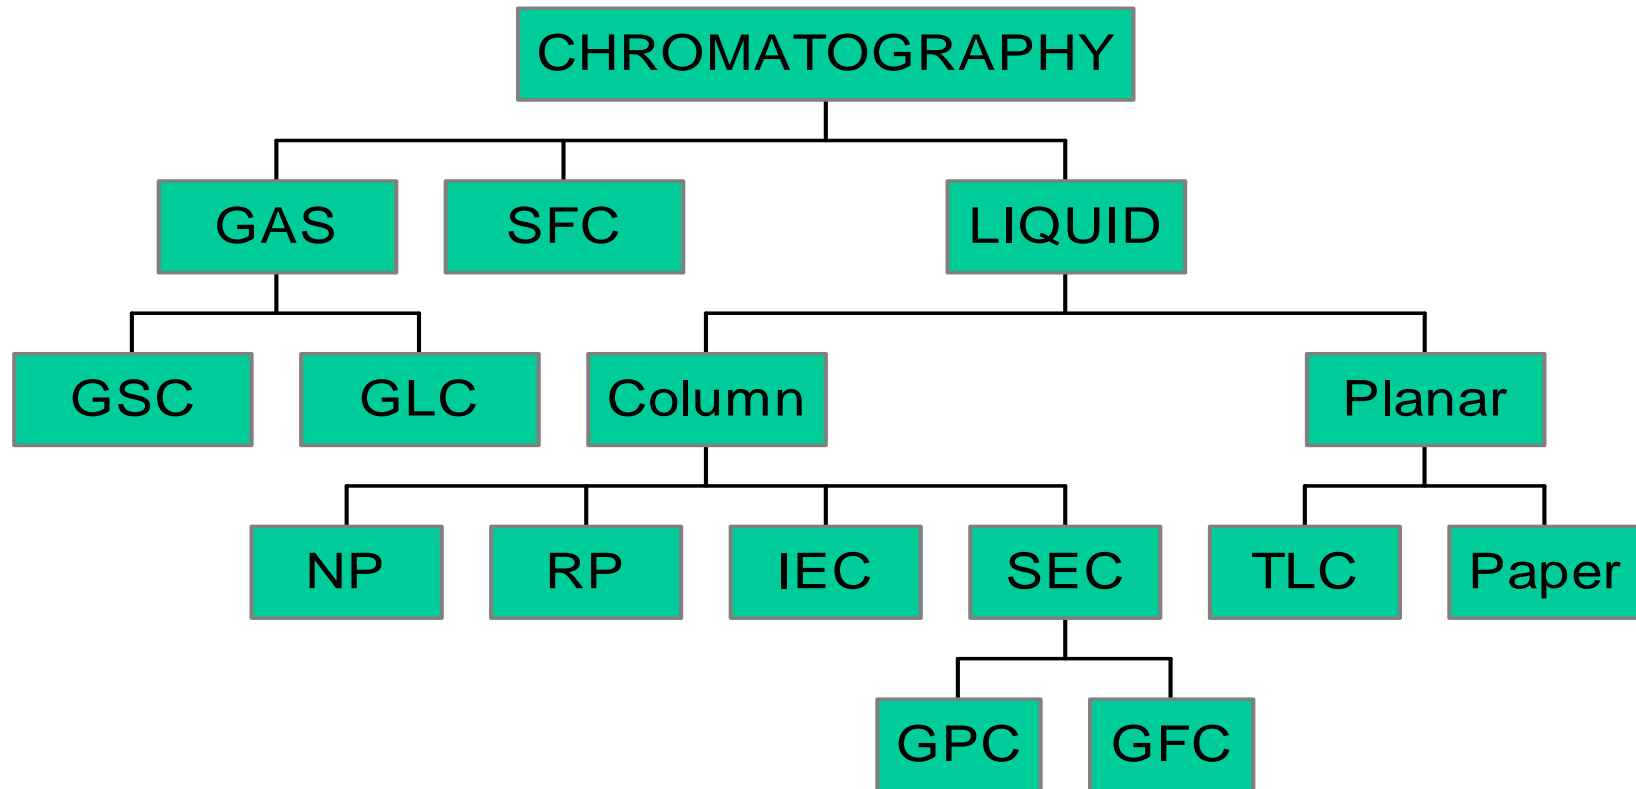 CHROMATOGRAPHY
GAS
SFC
LIQUID
GSC
GLC
Column
Planar
NP
RP
IEC
SEC
TLC
Paper
GPC
GFC